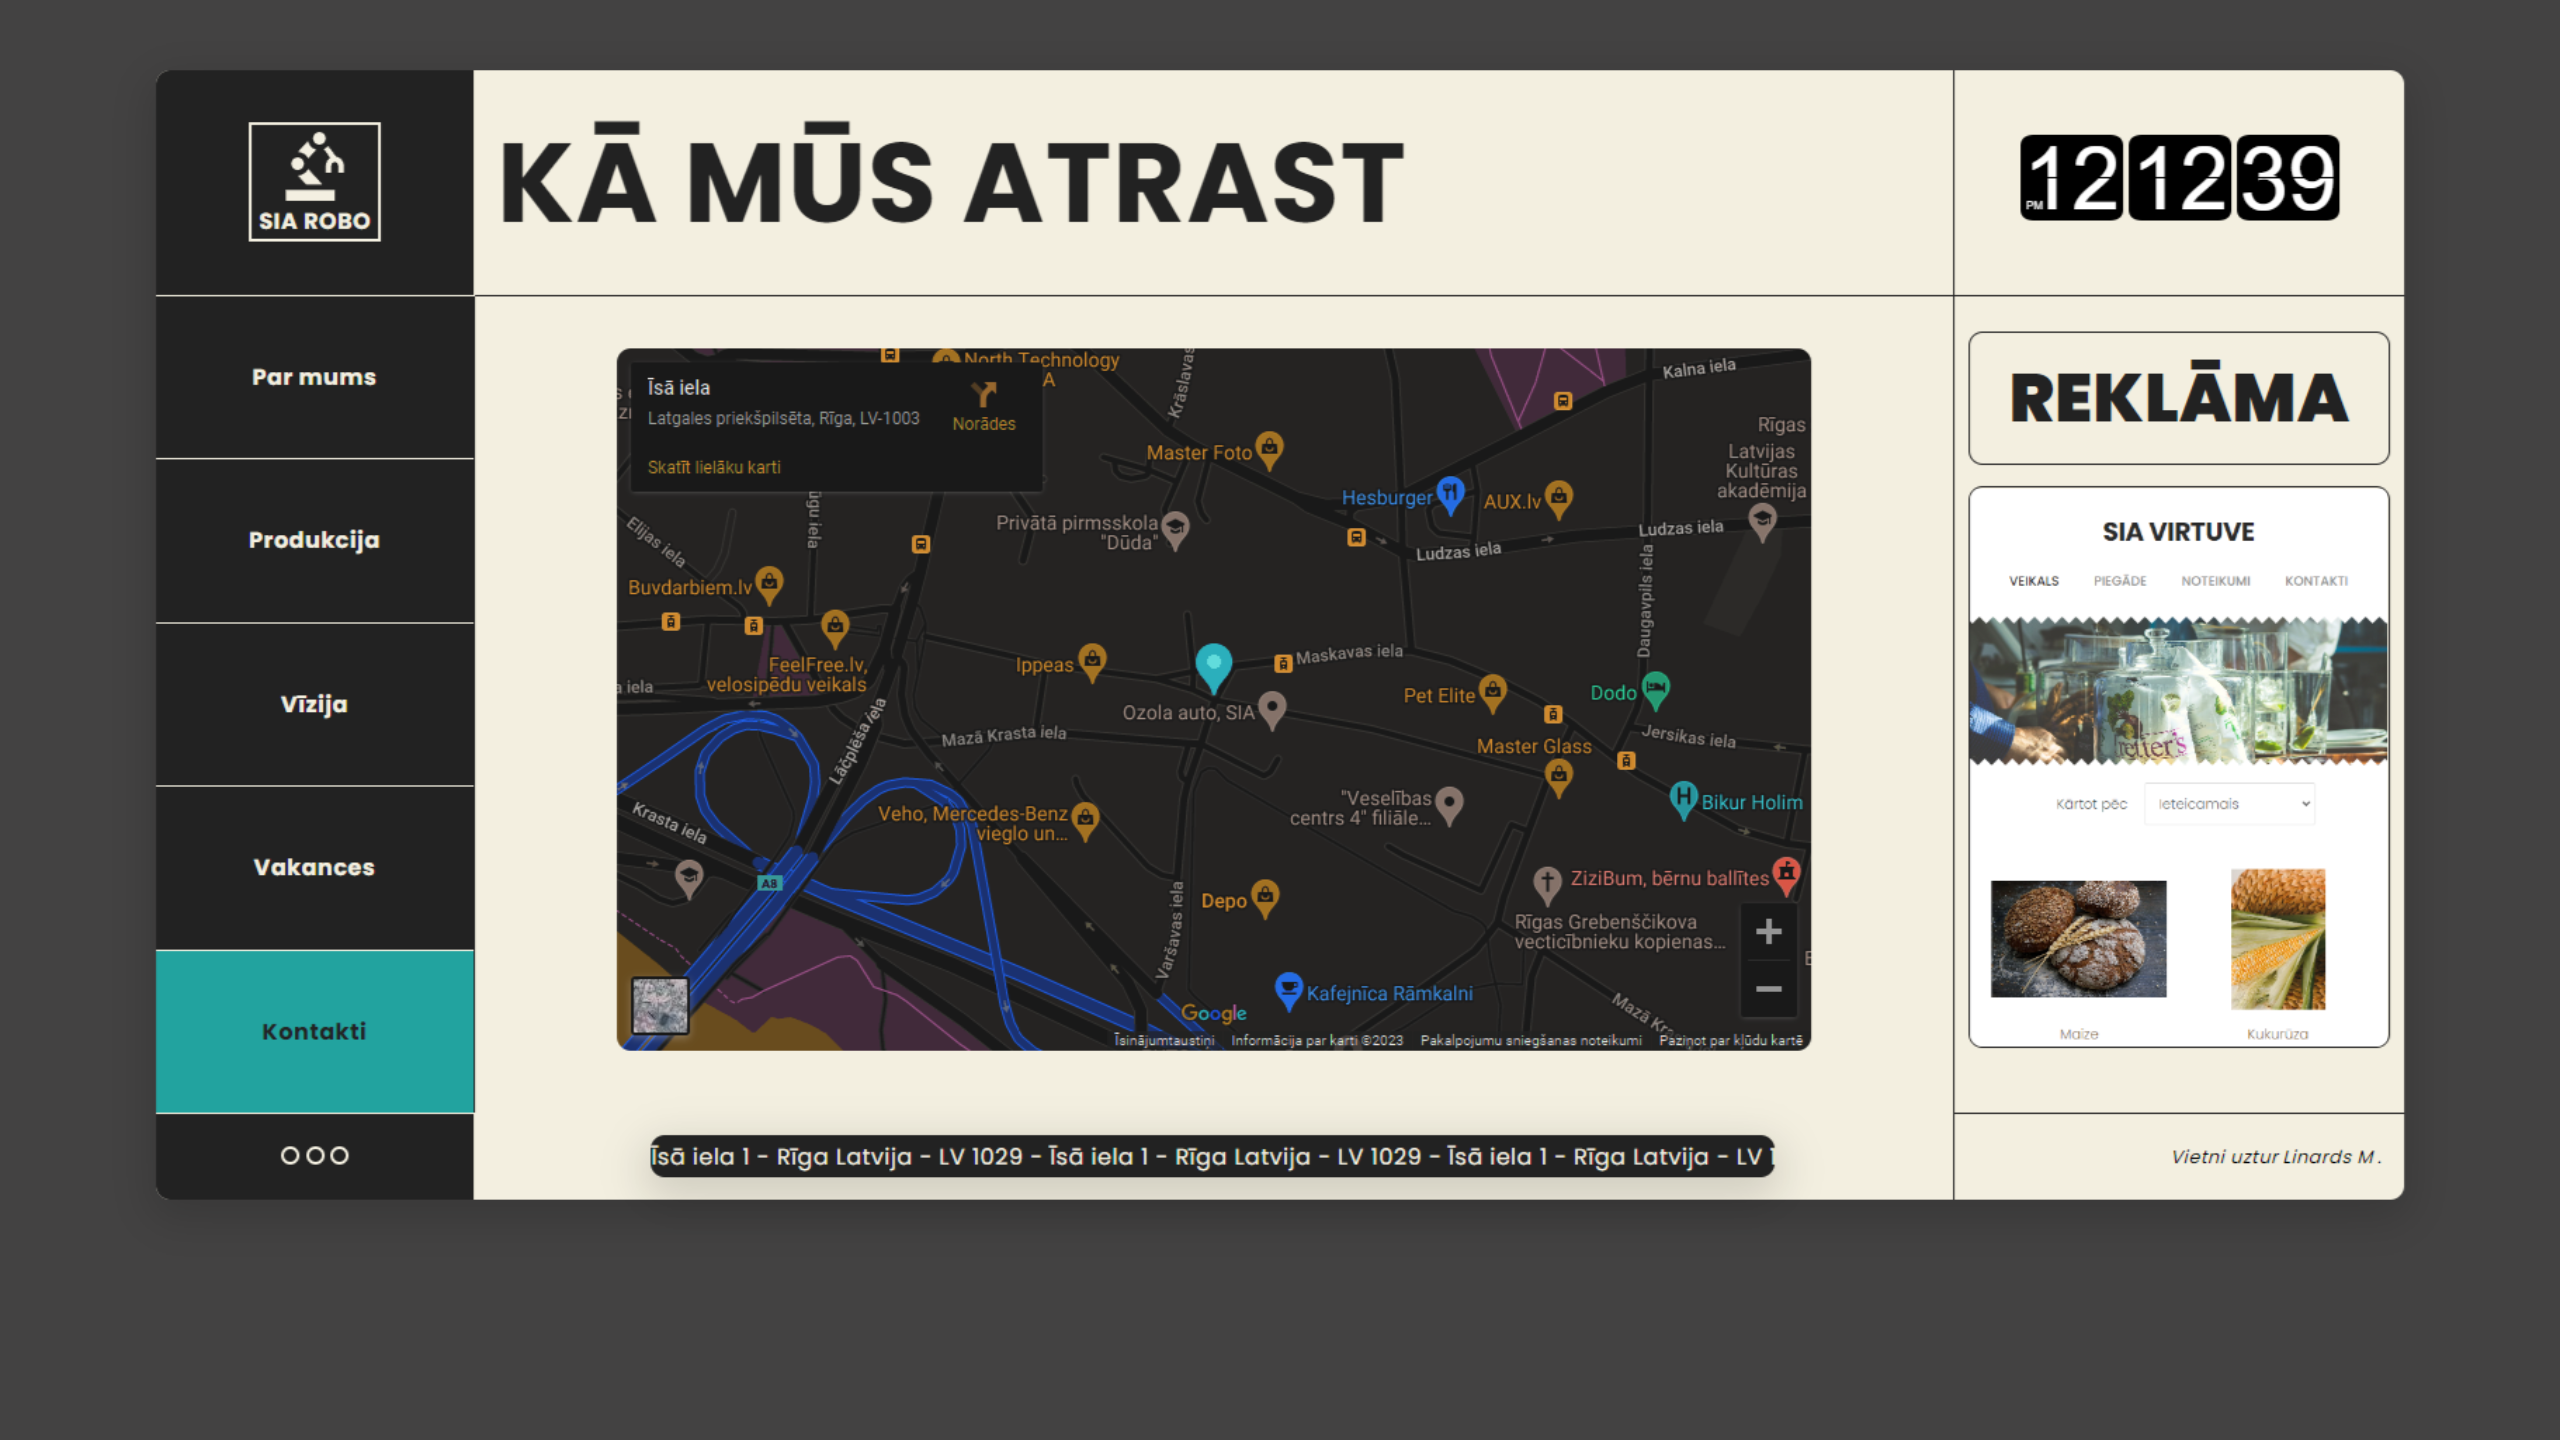 SIA ROBO
KĀ MŪS ATRAST
PM 12 12 39
Par mums
Produkcija
Vīzija
Vakances
Kontakti
Īsā iela
Latgales priekšpilsēta, Rīga, LV-1003
Norādes
Skatīt lielāku karti
North Technology
A
Krāslavas
Kalna iela
Rīgas
Latvijas
Kultūras
akadēmija
Master Foto
Hesburger
AUX.lv
Privātā pirmsskola
"Dūda"
Ludzas iela
Ludzas iela
Elijas iela
Buvdarbiem.lv
FeelFree.lv,
velosipēdu veikals
Ippeas
Maskavas iela
Daugavpils iela
Dodo
Pet Elite
Ozola auto, SIA
Jersikas iela
Master Glass
Mazā Krasta iela
Lāčplēša iela
Krasta iela
A8
Veho, Mercedes-Benz
vieglo un...
"Veselības
centrs 4" filiāle...
Bikur Holim
ZiziBum, bērnu ballītes
Depo
Rīgas Grebenščikova
vecticībnieku kopienas...
Varšavas iela
Kafejnīca Rāmkalni
Google
Īsinājumtaustiņi
Informācija par karti ©2023
Pakalpojumu sniegšanas noteikumi
Paziņot par kļūdu kartē
Īsā iela 1 - Rīga Latvija - LV 1029 - Īsā iela 1 - Rīga Latvija - LV 1029 - Īsā iela 1 - Rīga Latvija - LV 1
REKLĀMA
SIA VIRTUVE
VEIKALS PIEGĀDE NOTEIKUMI KONTAKTI
Kārtot pēc
Ieteicamais
Maize
Kukurūza
Vietni uztur Linards M .